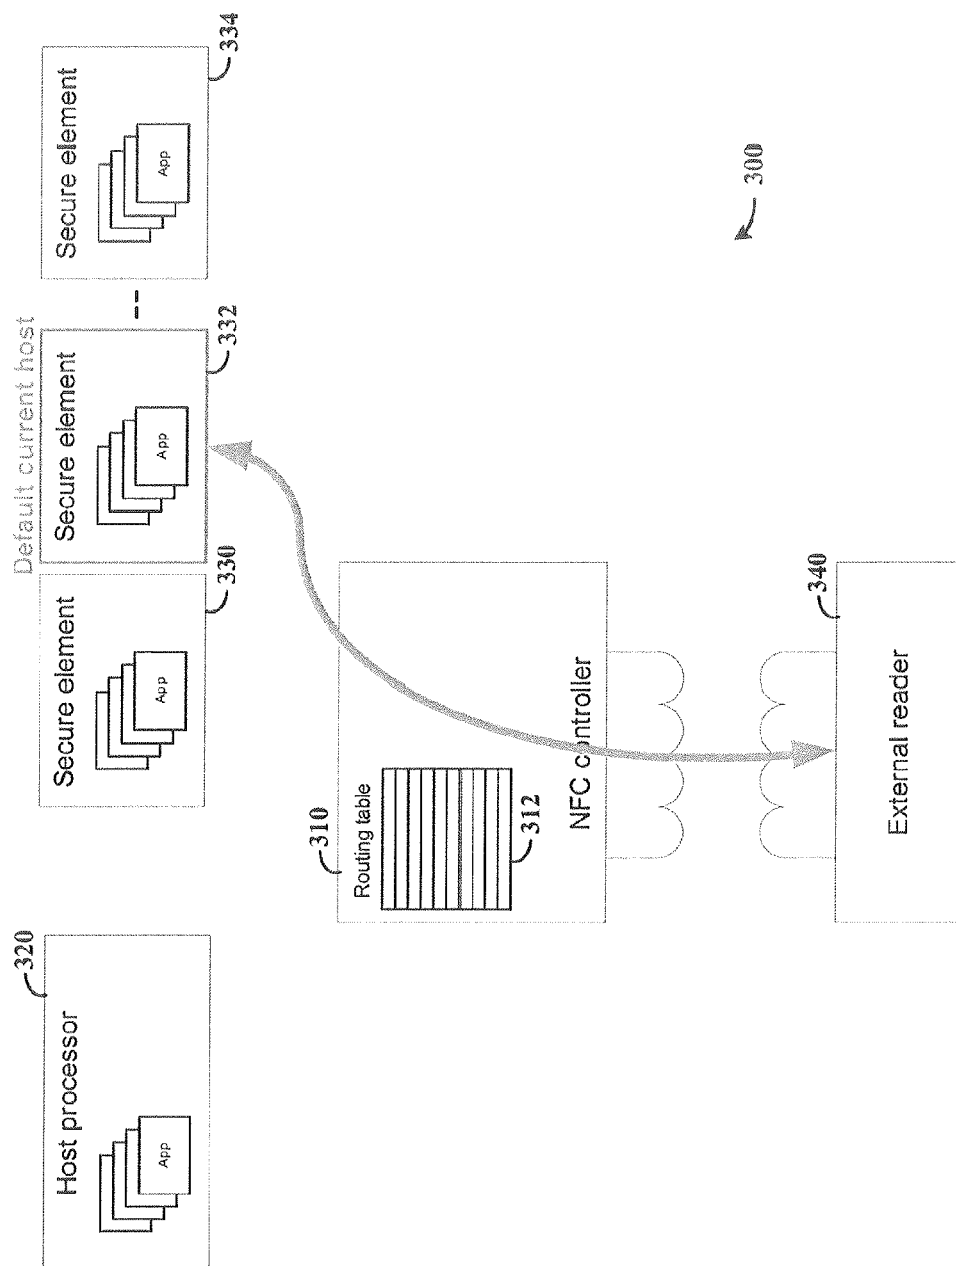 Default current host
Host processor
App
320
Secure element
App
330
Secure element
App
332
Secure element
App
334
310
Routing table
312
NFC controller
340
External reader
300